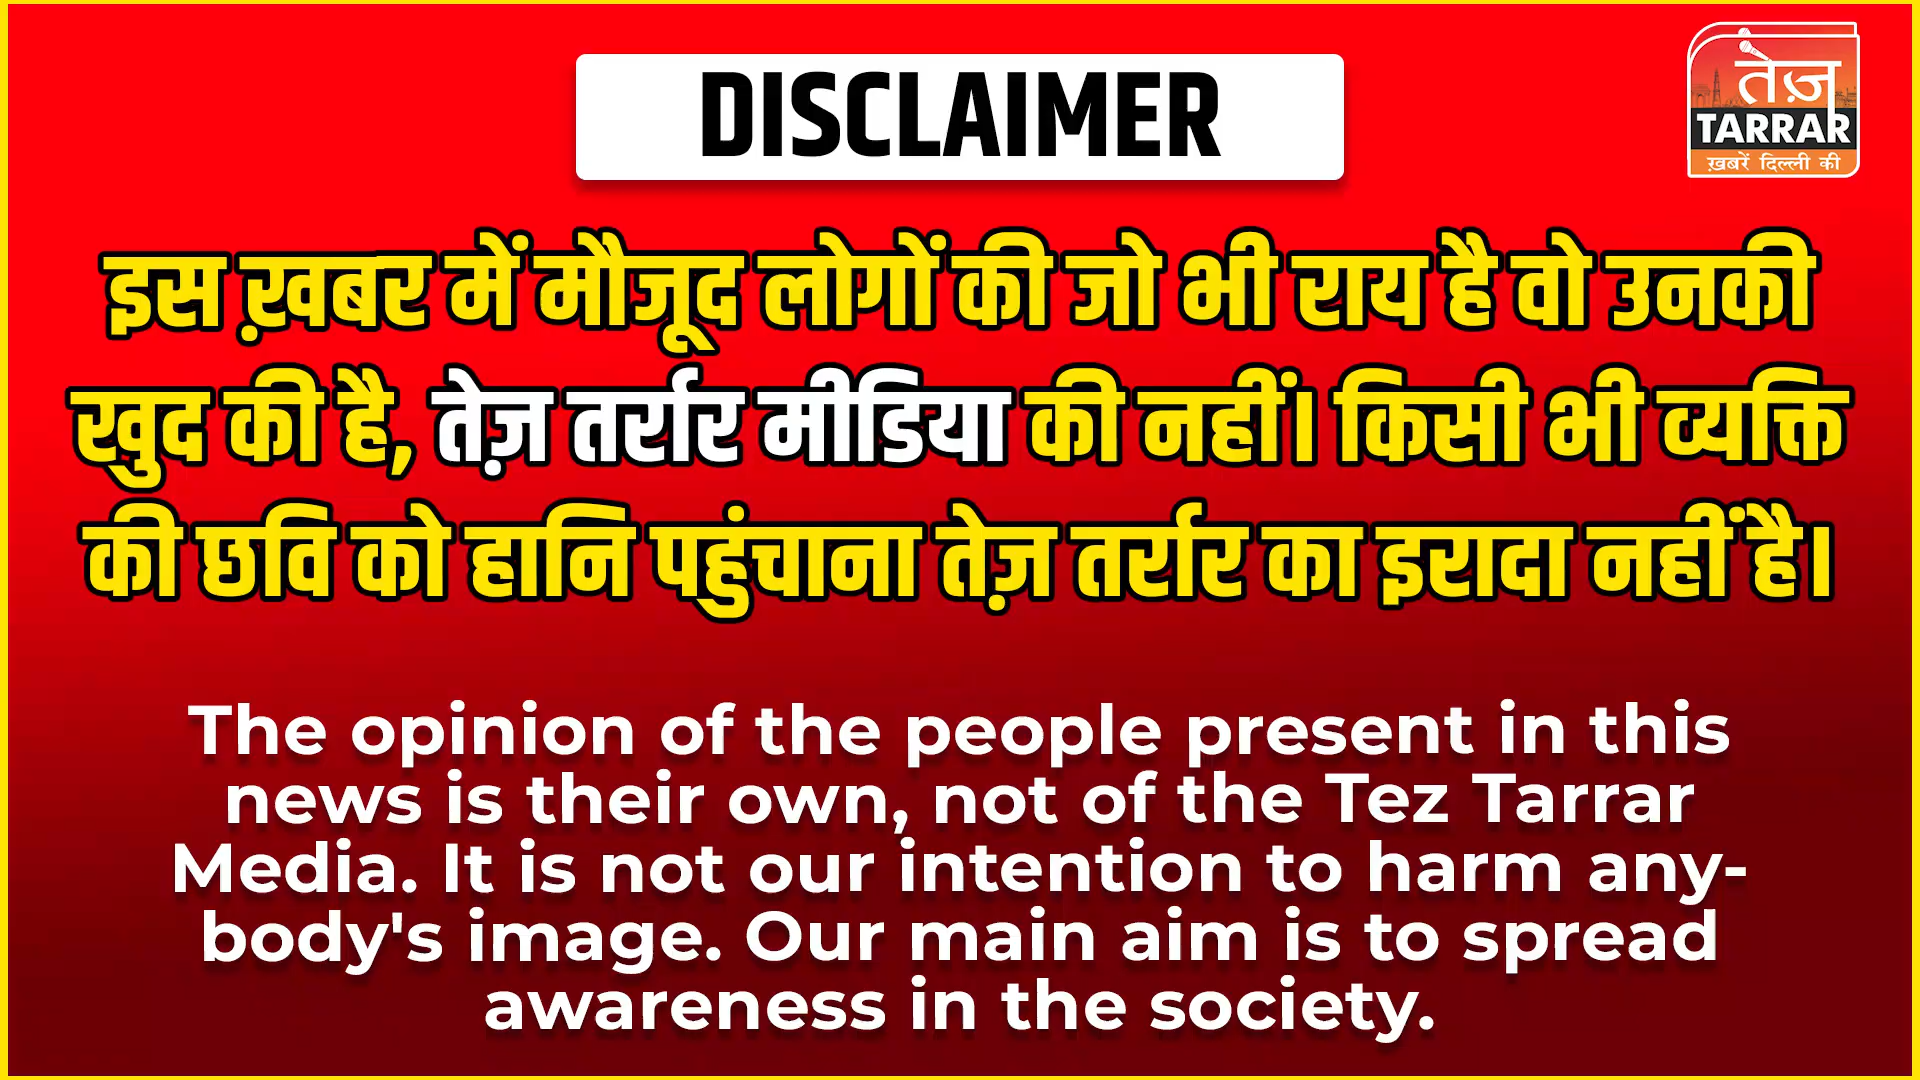 DISCLAIMER
तेज़
TARRAR
ख़बरें दिल्ली की
इस ख़बर में मौजूद लोगों की जो भी राय है वो उनकी
खुद की है, तेज़ तर्रार मीडिया की नहीं। किसी भी व्यक्ति
की छवि को हानि पहुंचाना तेज़ तर्रार का इरादा नहीं है।
The opinion of the people present in this
news is their own, not of the Tez Tarrar
Media. It is not our intention to harm any-
body's image. Our main aim is to spread
awareness in the society.